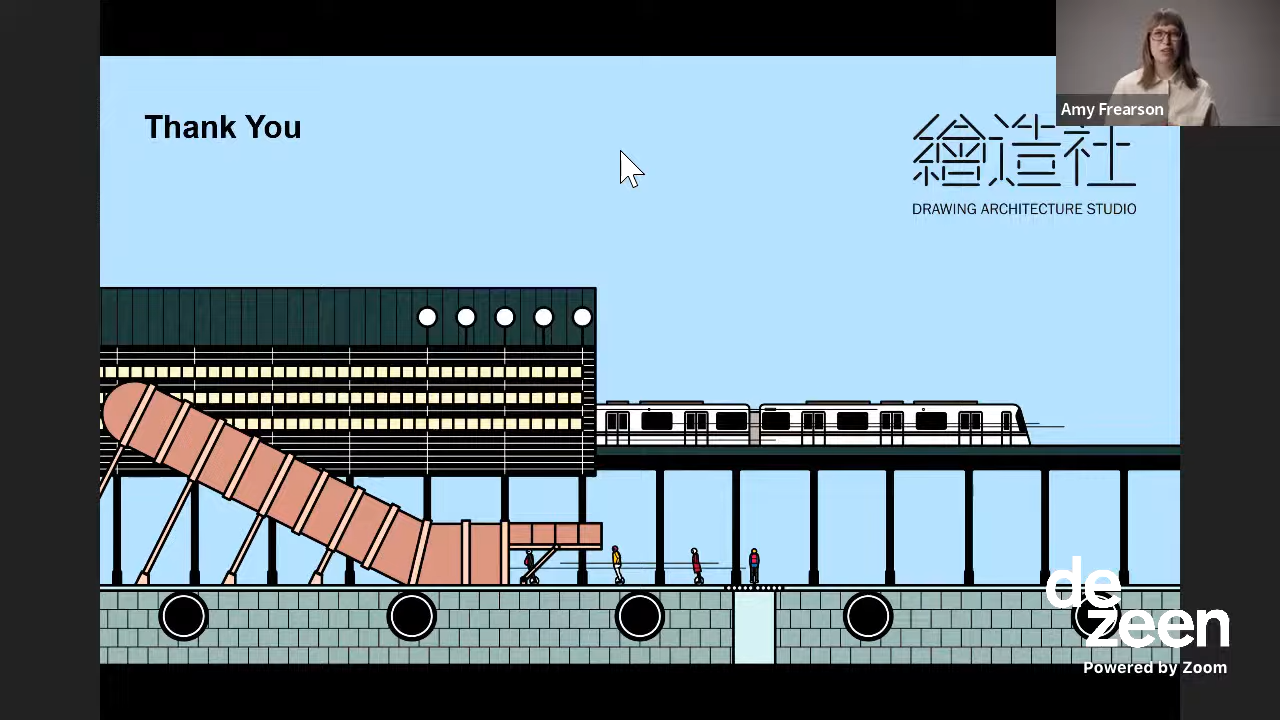 Thank You
Amy Frearson
繪造社
DRAWING ARCHITECTURE STUDIO
de
zeen
Powered by Zoom